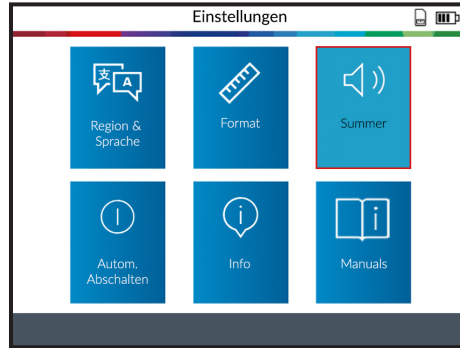 Einstellungen
Region &
Sprache
Format
Summer
Autom.
Abschalten
Info
Manuals